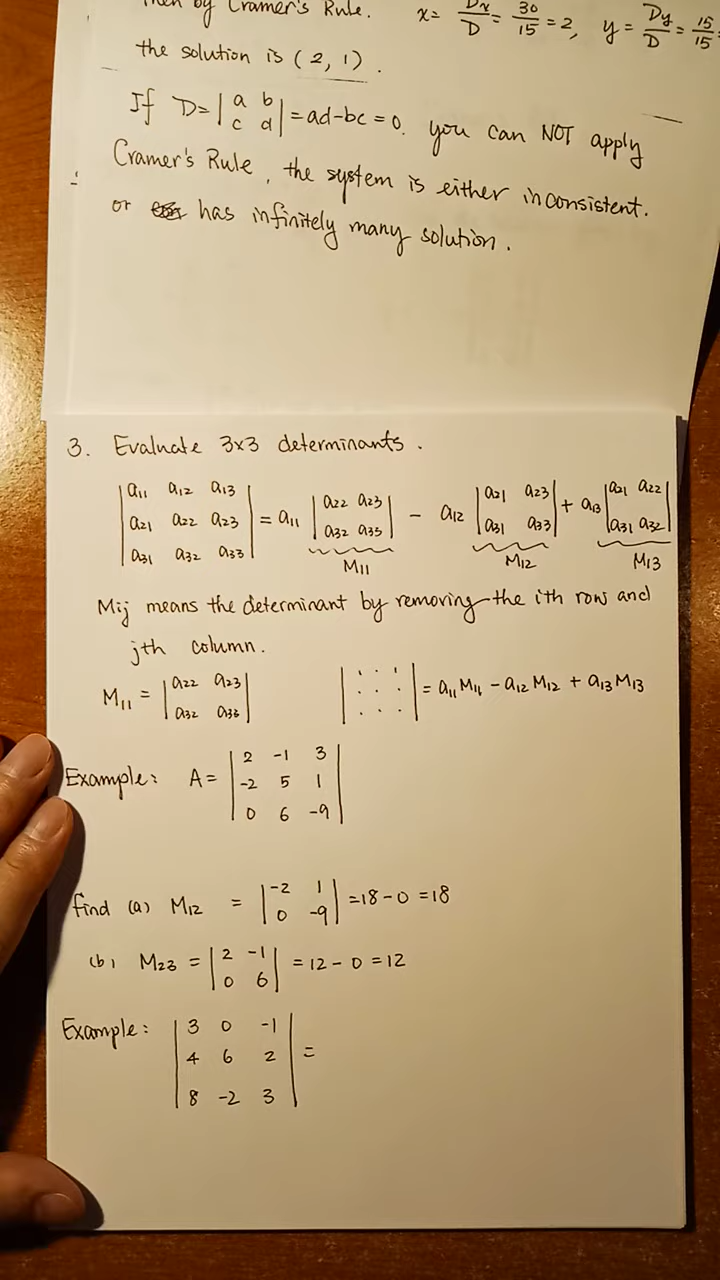 Then by Cramer's Rule. x = Dx/D = 30/15 = 2, y = Dy/D = 15/15 =
the solution is (2, 1).
If D = |a b; c d| = ad-bc = 0. you can NOT apply
Cramer's Rule, the system is either inconsistent.
or has infinitely many solution.
3. Evaluate 3x3 determinants.
|a11 a12 a13; a21 a22 a23; a31 a32 a33| = a11 |a22 a23; a32 a33| - a12 |a21 a23; a31 a33| + a13 |a21 a22; a31 a32|
M11 M12 M13
Mij means the determinant by removing the ith row and
jth column.
M11 = |a22 a23; a32 a33| |. . .; . . .; . . .| = a11 M11 - a12 M12 + a13 M13
Example: A = |2 -1 3; -2 5 1; 0 6 -9|
find (a) M12 = |-2 1; 0 -9| = 18-0 = 18
(b) M23 = |2 -1; 0 6| = 12-0 = 12
Example: |3 0 -1; 4 6 2; 8 -2 3| =